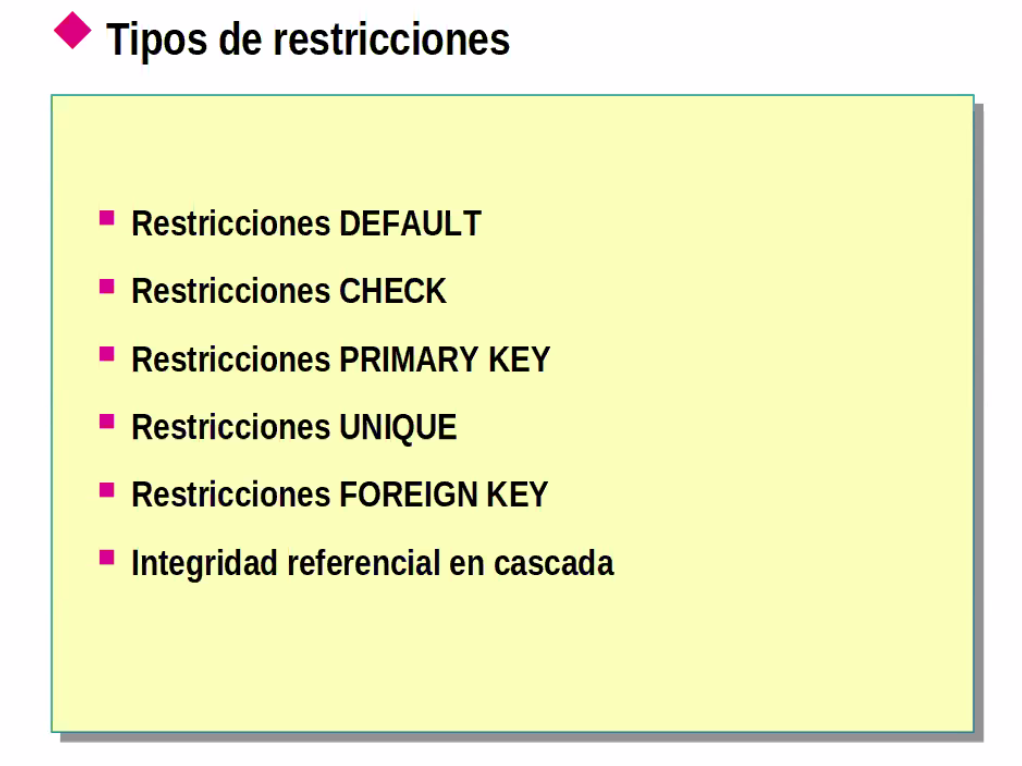 Tipos de restricciones
Restricciones DEFAULT
Restricciones CHECK
Restricciones PRIMARY KEY
Restricciones UNIQUE
Restricciones FOREIGN KEY
Integridad referencial en cascada